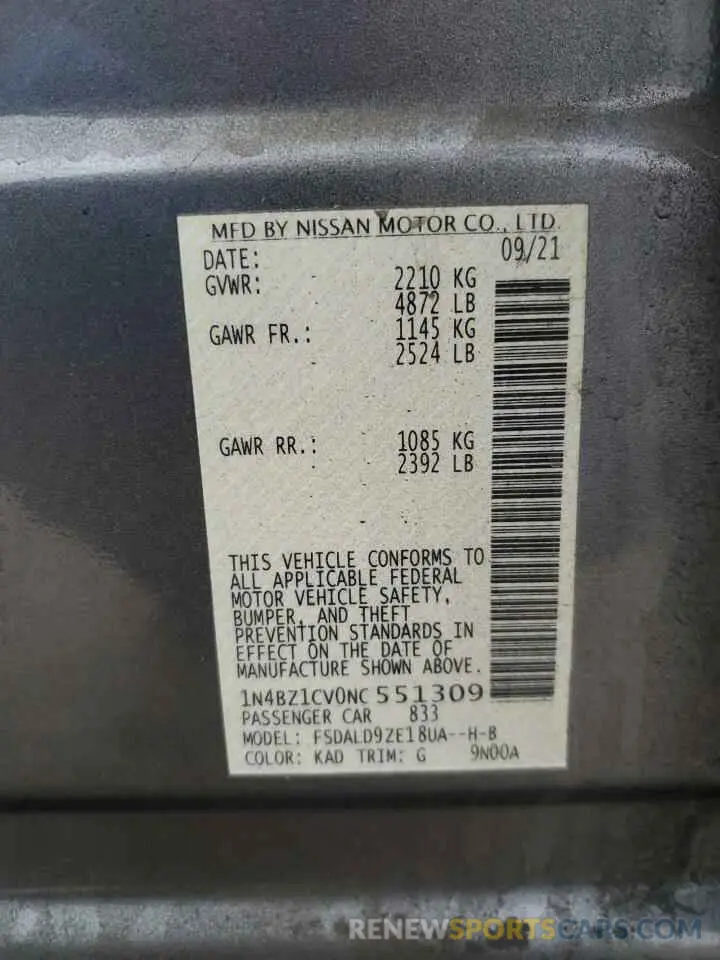 MFD BY NISSAN MOTOR CO., LTD.
DATE: 09/21
GVWR: 2210 KG
4872 LB
GAWR FR.: 1145 KG
2524 LB
GAWR RR.: 1085 KG
2392 LB
THIS VEHICLE CONFORMS TO
ALL APPLICABLE FEDERAL
MOTOR VEHICLE SAFETY,
BUMPER, AND THEFT
PREVENTION STANDARDS IN
EFFECT ON THE DATE OF
MANUFACTURE SHOWN ABOVE.
1N4BZ1CV0NC 551309
PASSENGER CAR 833
MODEL: FSDALD9ZE18UA--H-B
COLOR: KAD TRIM: G 9N00A
RENEWSPORTSCARS.COM